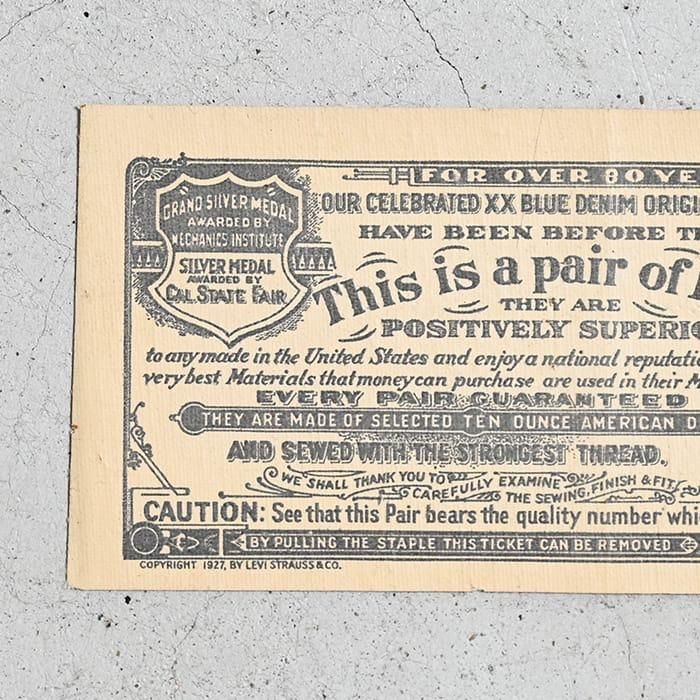 GRAND SILVER MEDAL
AWARDED BY
MECHANICS INSTITUTE
SILVER MEDAL
AWARDED BY
CAL. STATE FAIR
FOR OVER 80 YE
OUR CELEBRATED XX BLUE DENIM ORIGI
HAVE BEEN BEFORE T
This is a pair of
THEY ARE
POSITIVELY SUPERIO
to any made in the United States and enjoy a national reputati
very best Materials that money can purchase are used in their
EVERY PAIR GUARANTEED
THEY ARE MADE OF SELECTED TEN OUNCE AMERICAN D
AND SEWED WITH THE STRONGEST THREAD.
WE SHALL THANK YOU TO CAREFULLY EXAMINE THE SEWING, FINISH & FIT
CAUTION: See that this Pair bears the quality number whi
BY PULLING THE STAPLE THIS TICKET CAN BE REMOVED
COPYRIGHT 1927, BY LEVI STRAUSS & CO.